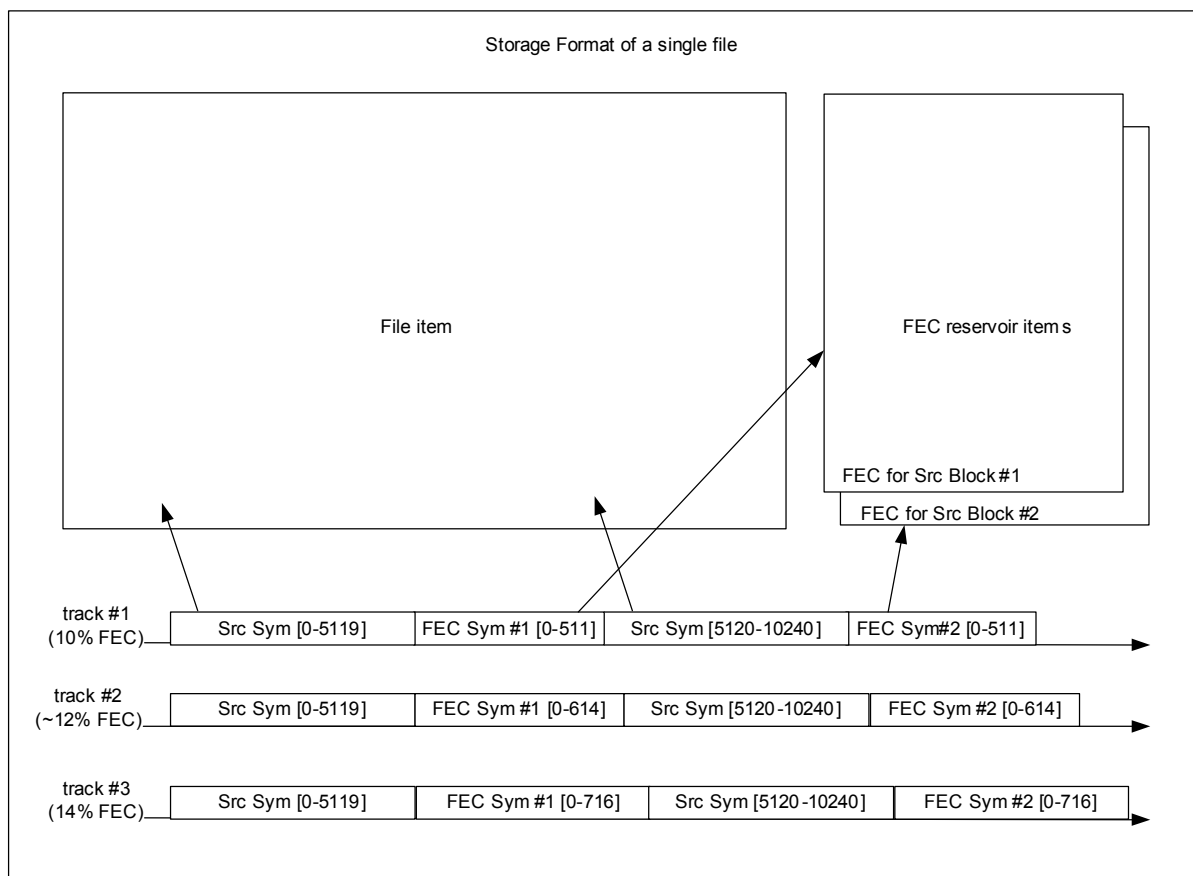 Storage Format of a single file
File item
FEC reservoir items
FEC for Src Block #1
FEC for Src Block #2
track #1
(10% FEC)
Src Sym [0-5119]
FEC Sym #1 [0-511]
Src Sym [5120-10240]
FEC Sym#2 [0-511]
track #2
(~12% FEC)
Src Sym [0-5119]
FEC Sym #1 [0-614]
Src Sym [5120-10240]
FEC Sym #2 [0-614]
track #3
(14% FEC)
Src Sym [0-5119]
FEC Sym #1 [0-716]
Src Sym [5120-10240]
FEC Sym #2 [0-716]